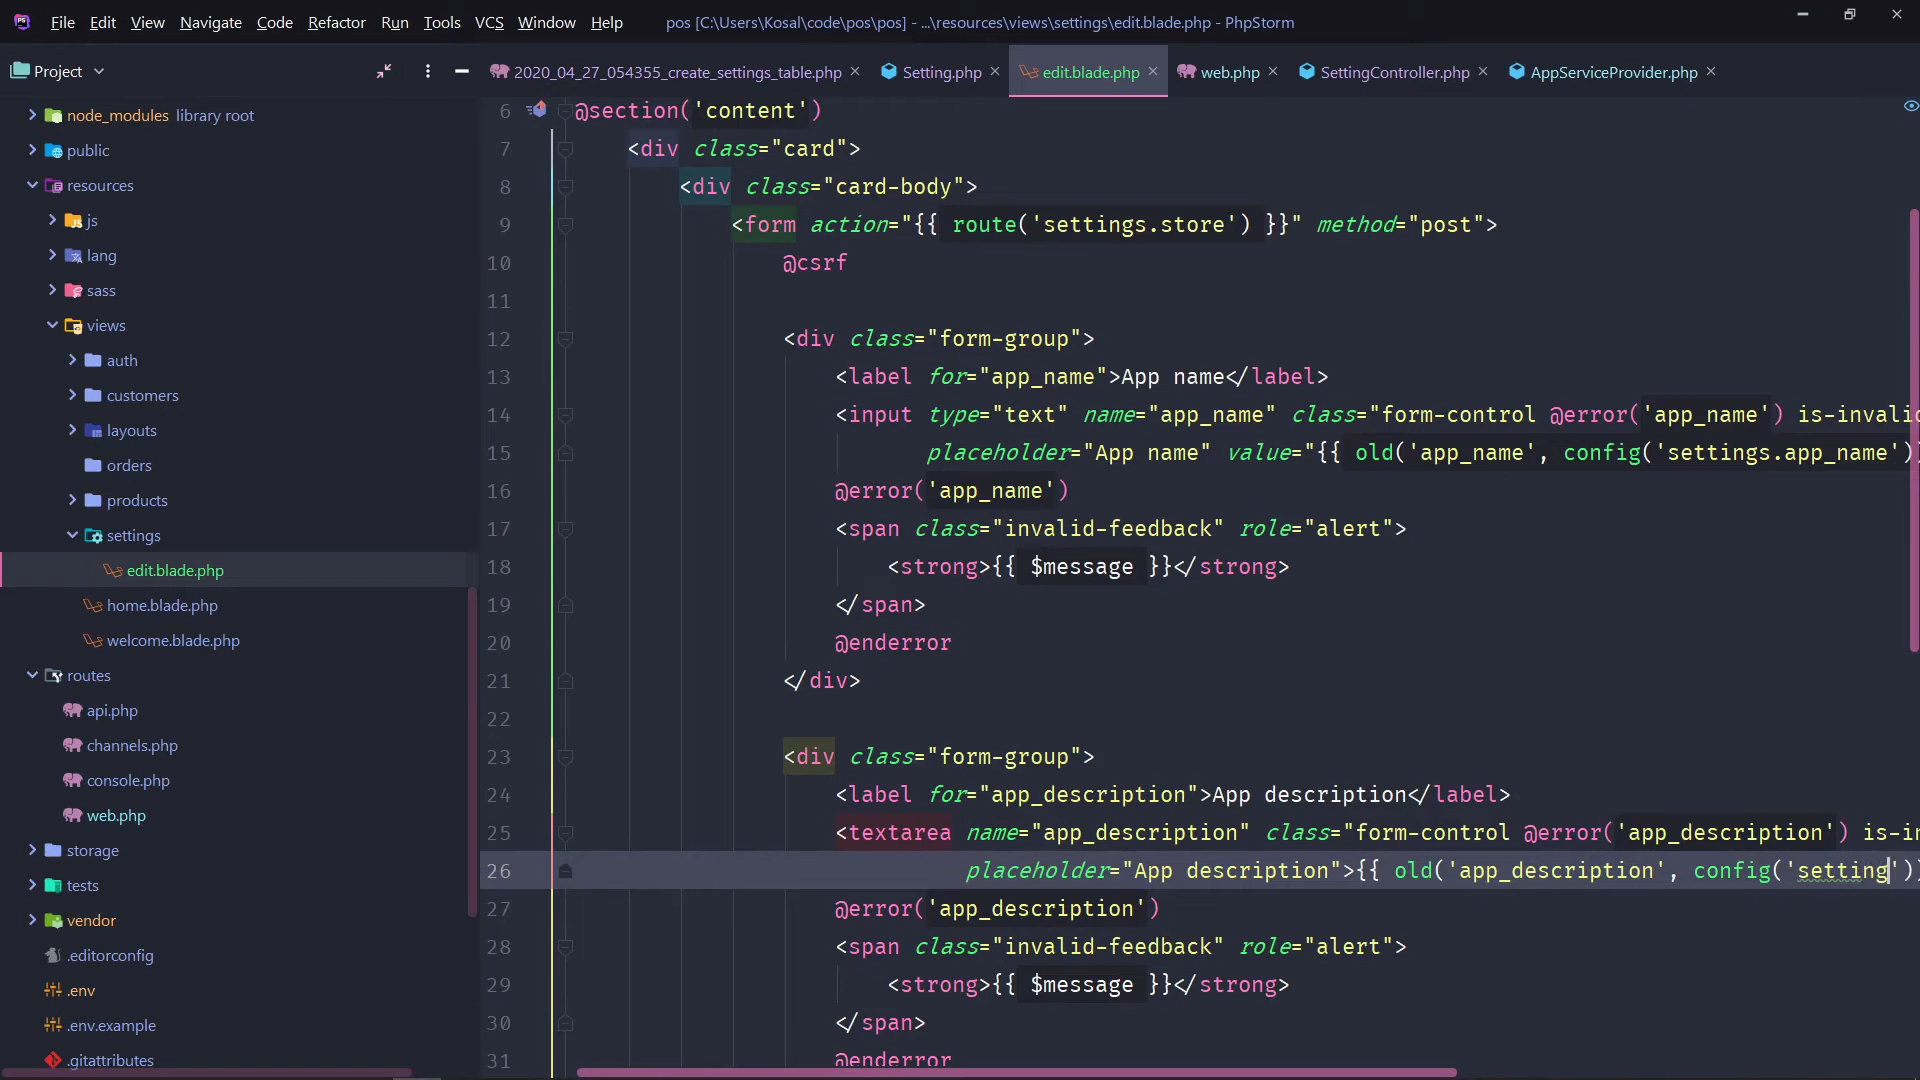 File Edit View Navigate Code Refactor Run Tools VCS Window Help pos [C:\Users\Kosal\code\pos\pos] - ...\resources\views\settings\edit.blade.php - PhpStorm
Project 2020_04_27_054355_create_settings_table.php Setting.php edit.blade.php web.php SettingController.php AppServiceProvider.php
node_modules library root
public
resources
js
lang
sass
views
auth
customers
layouts
orders
products
settings
edit.blade.php
home.blade.php
welcome.blade.php
routes
api.php
channels.php
console.php
web.php
storage
tests
vendor
.editorconfig
.env
.env.example
.gitattributes
6 @section('content')
7 <div class="card">
8 <div class="card-body">
9 <form action="{{ route('settings.store') }}" method="post">
10 @csrf
11
12 <div class="form-group">
13 <label for="app_name">App name</label>
14 <input type="text" name="app_name" class="form-control @error('app_name') is-invalid
15 placeholder="App name" value="{{ old('app_name', config('settings.app_name'))
16 @error('app_name')
17 <span class="invalid-feedback" role="alert">
18 <strong>{{ $message }}</strong>
19 </span>
20 @enderror
21 </div>
22
23 <div class="form-group">
24 <label for="app_description">App description</label>
25 <textarea name="app_description" class="form-control @error('app_description') is-in
26 placeholder="App description">{{ old('app_description', config('setting'))
27 @error('app_description')
28 <span class="invalid-feedback" role="alert">
29 <strong>{{ $message }}</strong>
30 </span>
31 @enderror